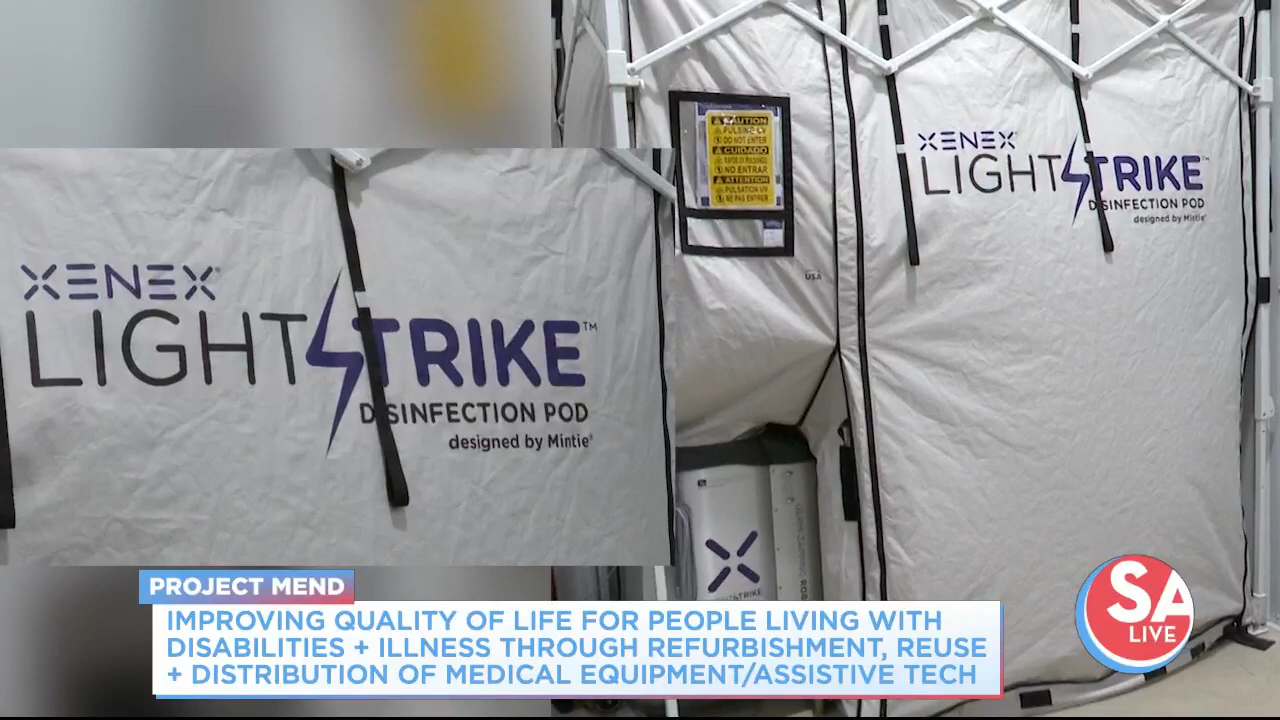 XENEX
LIGHTSTRIKE™
DISINFECTION POD
designed by Mintie®
CAUTION
PULSING UV
DO NOT ENTER
CUIDADO
NO ENTRAR
ATTENTION
PULSATION UV
NE PAS ENTRER
USA
XENEX
LIGHTSTRIKE™
DISINFECTION POD
designed by Mintie®
PROJECT MEND
IMPROVING QUALITY OF LIFE FOR PEOPLE LIVING WITH
DISABILITIES + ILLNESS THROUGH REFURBISHMENT, REUSE
+ DISTRIBUTION OF MEDICAL EQUIPMENT/ASSISTIVE TECH
SA
LIVE